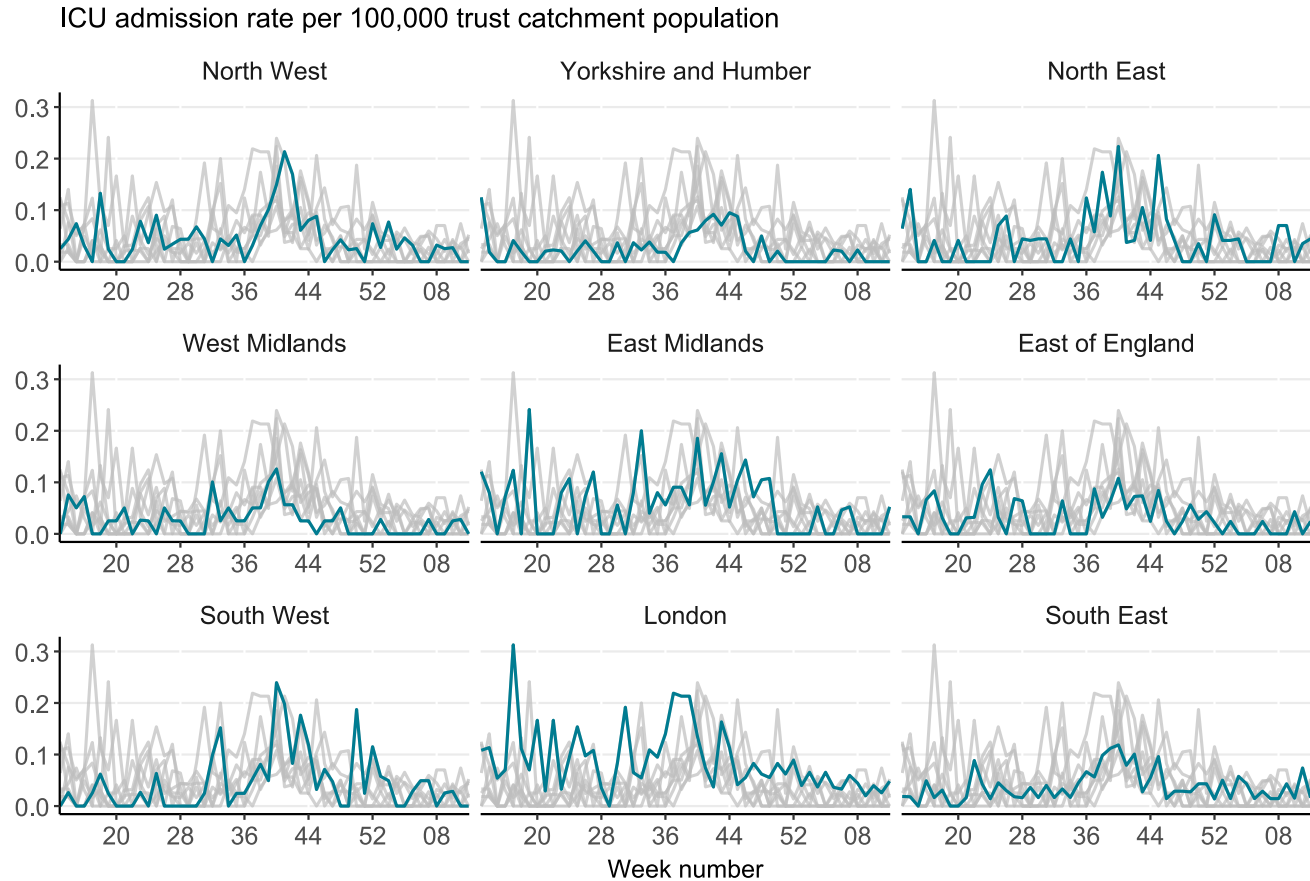 ICU admission rate per 100,000 trust catchment population
North West Yorkshire and Humber North East
0.3
0.2
0.1
0.0
20 28 36 44 52 08 20 28 36 44 52 08 20 28 36 44 52 08
West Midlands East Midlands East of England
0.3
0.2
0.1
0.0
20 28 36 44 52 08 20 28 36 44 52 08 20 28 36 44 52 08
South West London South East
0.3
0.2
0.1
0.0
20 28 36 44 52 08 20 28 36 44 52 08 20 28 36 44 52 08
Week number